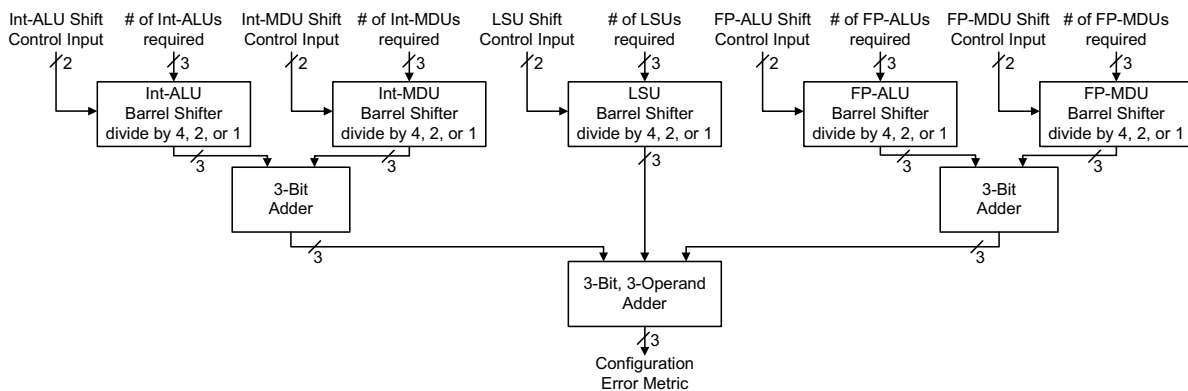 Int-ALU Shift
Control Input
# of Int-ALUs
required
Int-MDU Shift
Control Input
# of Int-MDUs
required
LSU Shift
Control Input
# of LSUs
required
FP-ALU Shift
Control Input
# of FP-ALUs
required
FP-MDU Shift
Control Input
# of FP-MDUs
required
2
3
2
3
2
3
2
3
2
3
Int-ALU
Barrel Shifter
divide by 4, 2, or 1
Int-MDU
Barrel Shifter
divide by 4, 2, or 1
LSU
Barrel Shifter
divide by 4, 2, or 1
FP-ALU
Barrel Shifter
divide by 4, 2, or 1
FP-MDU
Barrel Shifter
divide by 4, 2, or 1
3
3
3
3
3
3-Bit
Adder
3-Bit
Adder
3
3
3-Bit, 3-Operand
Adder
3
Configuration
Error Metric